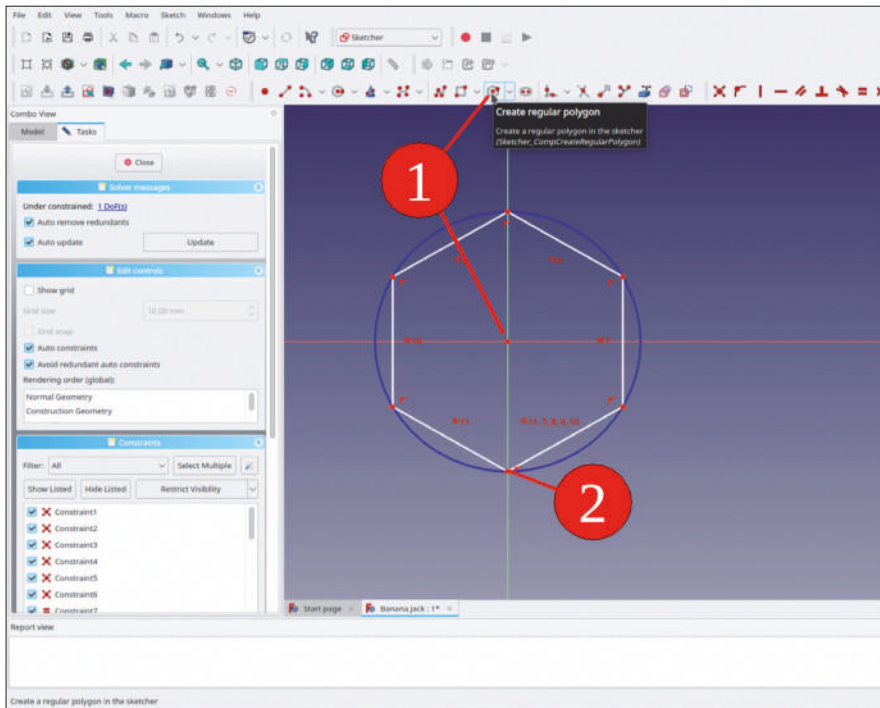 File Edit View Tools Macro Sketch Windows Help
Sketcher
Combo View
Model Tasks
Create regular polygon
Create a regular polygon in the sketcher
(Sketcher_CompCreateRegularPolygon)
Close
Solver messages
Under constrained: 1 DoF(s)
Auto remove redundants
Auto update Update
Edit controls
Show grid
Grid size: 10.00 mm
Grid snap
Auto constraints
Avoid redundant auto constraints
Rendering order (global):
Normal Geometry
Construction Geometry
Constraints
Filter: All Select Multiple
Show Listed Hide Listed Restrict Visibility
Constraint1
Constraint2
Constraint3
Constraint4
Constraint5
Constraint6
Constraint7
1
2
Start page Banana jack : 1*
Report view
Create a regular polygon in the sketcher